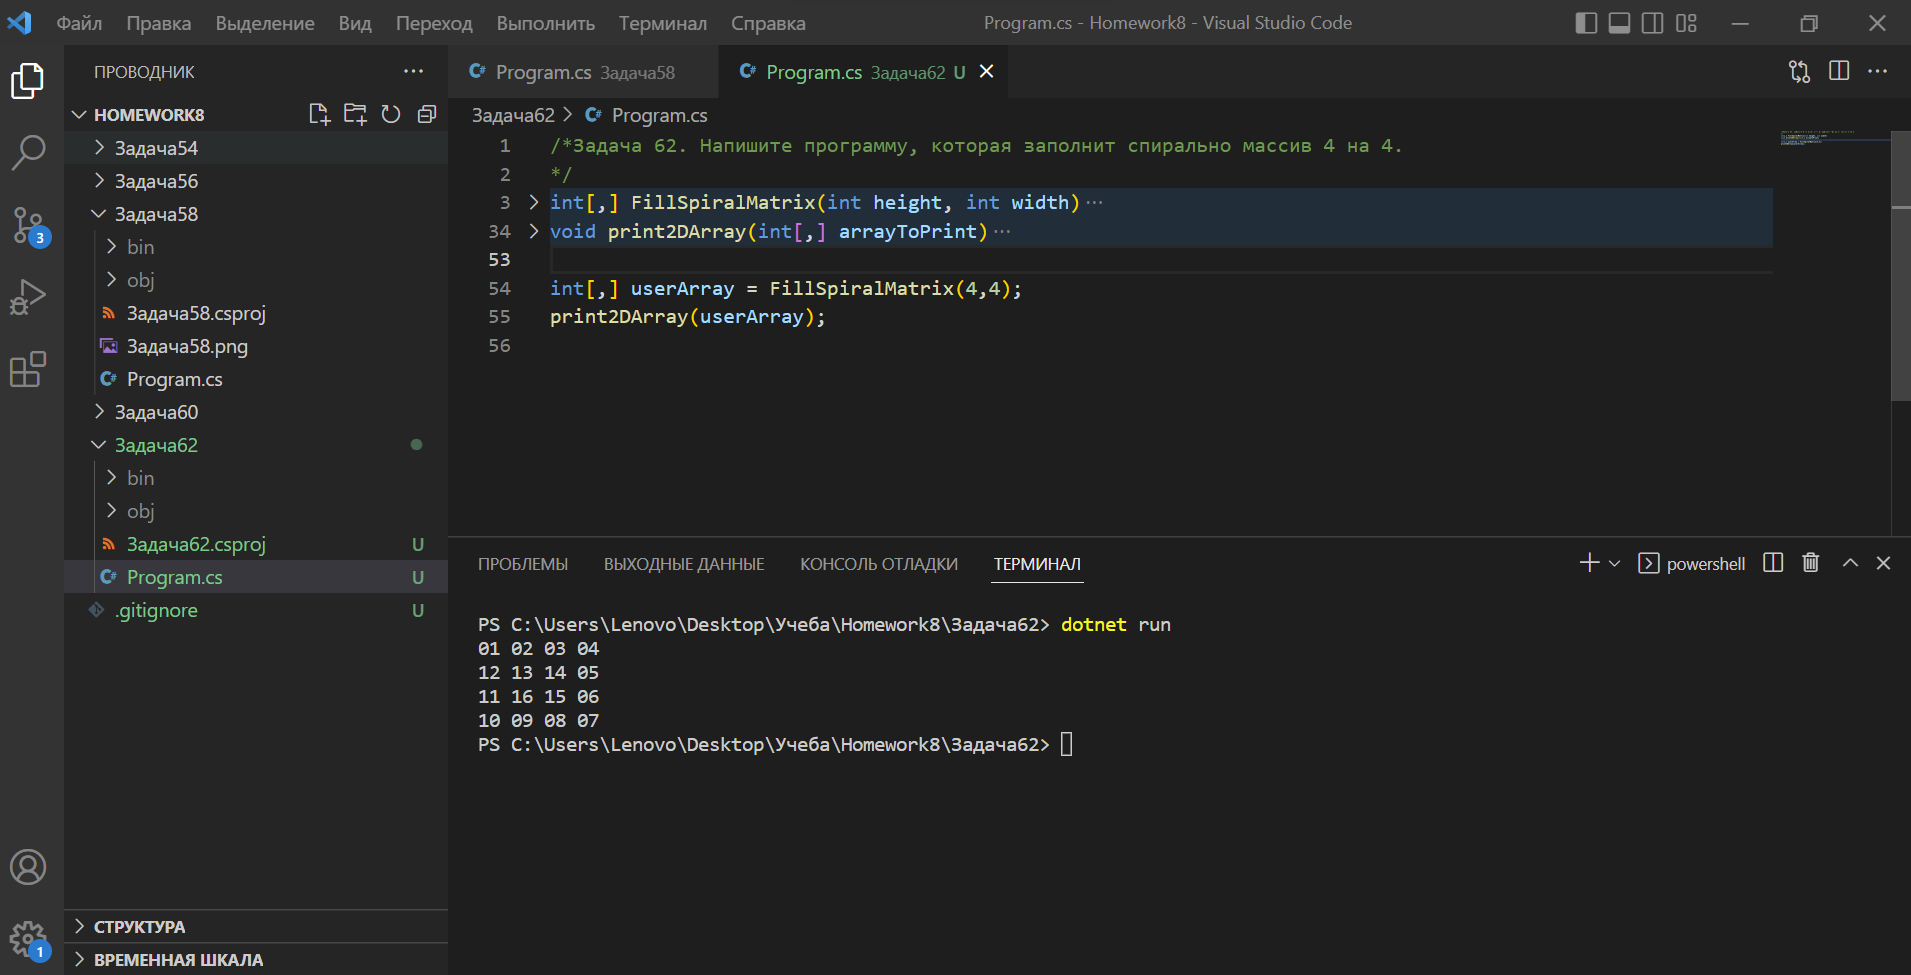 Файл Правка Выделение Вид Переход Выполнить Терминал Справка Program.cs - Homework8 - Visual Studio Code
ПРОВОДНИК ···
HOMEWORK8
Задача54
Задача56
Задача58
bin
obj
Задача58.csproj
Задача58.png
C# Program.cs
Задача60
Задача62
bin
obj
Задача62.csproj U
C# Program.cs U
.gitignore U
СТРУКТУРА
ВРЕМЕННАЯ ШКАЛА
3
1
C# Program.cs Задача58
C# Program.cs Задача62 U
Задача62 > C# Program.cs
1 /*Задача 62. Напишите программу, которая заполнит спирально массив 4 на 4.
2 */
3 > int[,] FillSpiralMatrix(int height, int width)···
34 > void print2DArray(int[,] arrayToPrint)···
53
54 int[,] userArray = FillSpiralMatrix(4,4);
55 print2DArray(userArray);
56
ПРОБЛЕМЫ ВЫХОДНЫЕ ДАННЫЕ КОНСОЛЬ ОТЛАДКИ ТЕРМИНАЛ powershell
PS C:\Users\Lenovo\Desktop\Учеба\Homework8\Задача62> dotnet run
01 02 03 04
12 13 14 05
11 16 15 06
10 09 08 07
PS C:\Users\Lenovo\Desktop\Учеба\Homework8\Задача62>